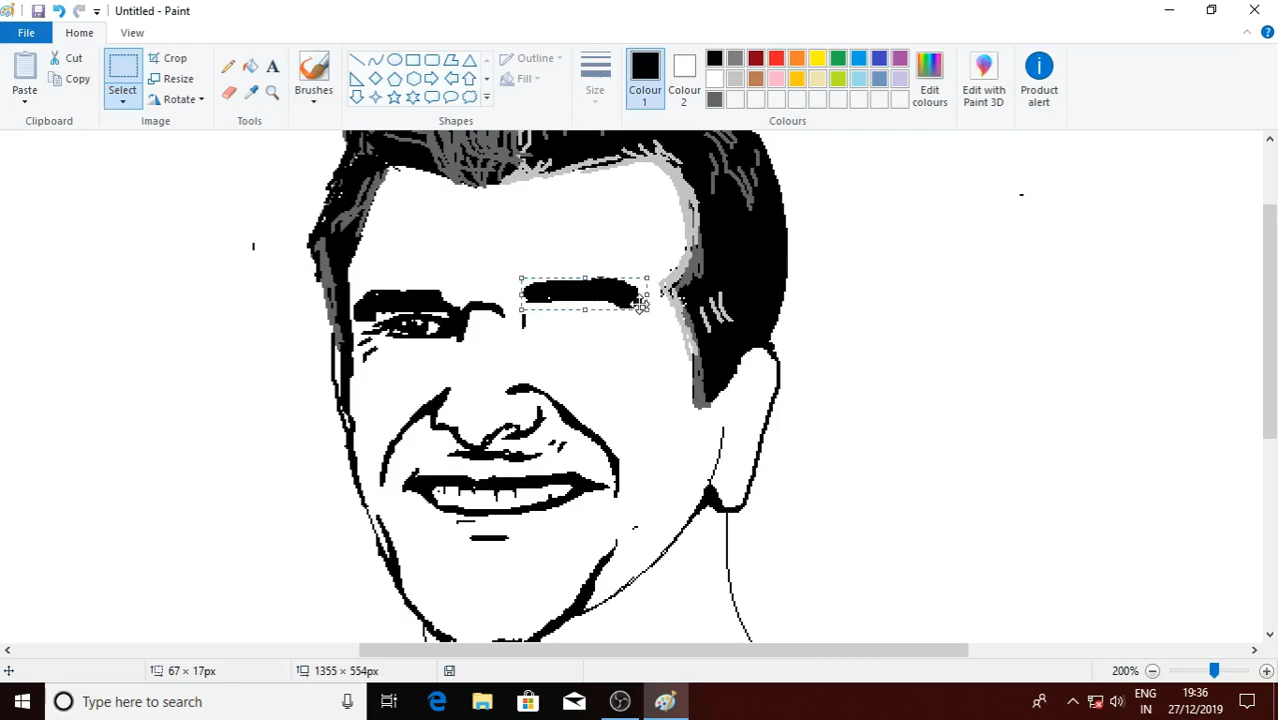 Untitled - Paint
File Home View
Paste Cut Copy
Clipboard
Select Crop Resize Rotate
Image
A
Tools
Brushes
Outline Fill
Shapes
Size
Colour 1
Colour 2
Edit colours
Edit with Paint 3D
Product alert
Colours
67 × 17px
1355 × 554px
200%
Type here to search
ENG
IN
19:36
27/12/2019